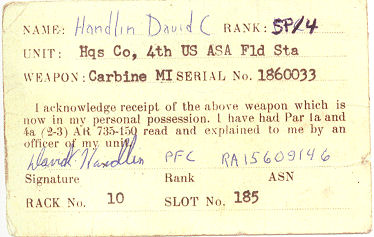 NAME: Handlin David C RANK: SP/4
UNIT: Hqs Co, 4th US ASA Fld Sta
WEAPON: Carbine MI SERIAL No. 1860033
I acknowledge receipt of the above weapon which is
now in my personal possession. I have had Par 1a and
4a (2-3) AR 735-150 read and explained to me by an
officer of my unit.
David C Handlin PFC RA15609146
Signature Rank ASN
RACK No. 10 SLOT No. 185